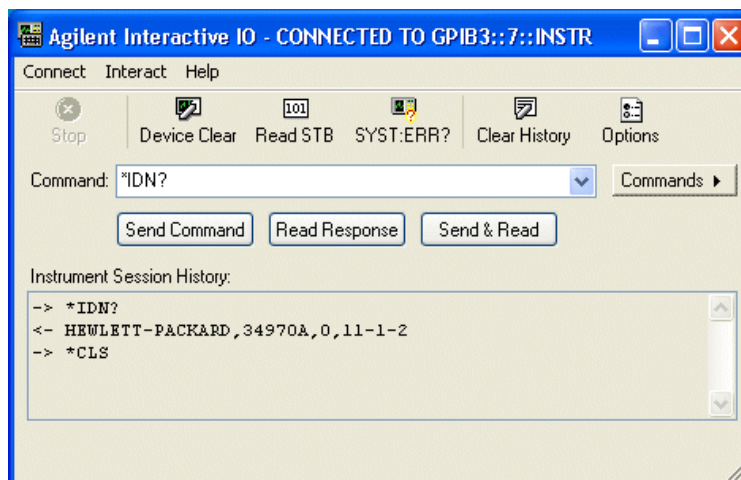 Agilent Interactive IO - CONNECTED TO GPIB3::7::INSTR
Connect Interact Help
Stop Device Clear Read STB SYST:ERR? Clear History Options
101
Command: *IDN? Commands
Send Command Read Response Send & Read
Instrument Session History:
-> *IDN?
<- HEWLETT-PACKARD,34970A,0,11-1-2
-> *CLS